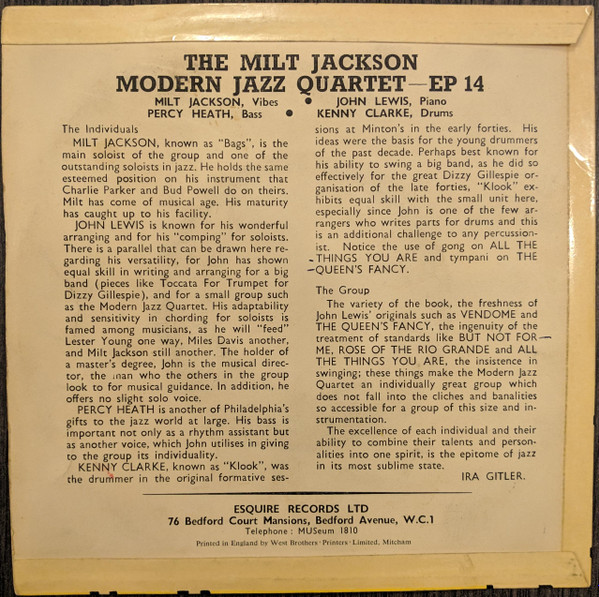 THE MILT JACKSON
MODERN JAZZ QUARTET—EP 14
MILT JACKSON, Vibes ● JOHN LEWIS, Piano
PERCY HEATH, Bass ● KENNY CLARKE, Drums
The Individuals
MILT JACKSON, known as "Bags", is the
main soloist of the group and one of the
outstanding soloists in jazz. He holds the same
esteemed position on his instrument that
Charlie Parker and Bud Powell do on theirs.
Milt has come of musical age. His maturity
has caught up to his facility.
JOHN LEWIS is known for his wonderful
arranging and for his "comping" for soloists.
There is a parallel that can be drawn here re-
garding his versatility, for John has shown
equal skill in writing and arranging for a big
band (pieces like Toccata For Trumpet for
Dizzy Gillespie), and for a small group such
as the Modern Jazz Quartet. His adaptability
and sensitivity in chording for soloists is
famed among musicians, as he will "feed"
Lester Young one way, Miles Davis another,
and Milt Jackson still another. The holder of
a master's degree, John is the musical direc-
tor, the man who the others in the group
look to for musical guidance. In addition, he
offers no slight solo voice.
PERCY HEATH is another of Philadelphia's
gifts to the jazz world at large. His bass is
important not only as a rhythm assistant but
as another voice, which John utilises in giving
to the group its individuality.
KENNY CLARKE, known as "Klook", was
the drummer in the original formative ses-
sions at Minton's in the early forties. His
ideas were the basis for the young drummers
of the past decade. Perhaps best known for
his ability to swing a big band, as he did so
effectively for the great Dizzy Gillespie or-
ganisation of the late forties, "Klook" ex-
hibits equal skill with the small unit here,
especially since John is one of the few ar-
rangers who writes parts for drums and this
is an additional challenge to any percussion-
ist. Notice the use of gong on ALL THE
THINGS YOU ARE and tympani on THE
QUEEN'S FANCY.
The Group
The variety of the book, the freshness of
John Lewis' originals such as VENDOME and
THE QUEEN'S FANCY, the ingenuity of the
treatment of standards like BUT NOT FOR
ME, ROSE OF THE RIO GRANDE and ALL
THE THINGS YOU ARE, the insistence in
swinging; these things make the Modern Jazz
Quartet an individually great group which
does not fall into the cliches and banalities
so accessible for a group of this size and in-
strumentation.
The excellence of each individual and their
ability to combine their talents and person-
alities into one spirit, is the epitome of jazz
in its most sublime state.
IRA GITLER.
ESQUIRE RECORDS LTD
76 Bedford Court Mansions, Bedford Avenue, W.C.1
Telephone : MUSeum 1810
Printed in England by West Brothers · Printers · Limited, Mitcham